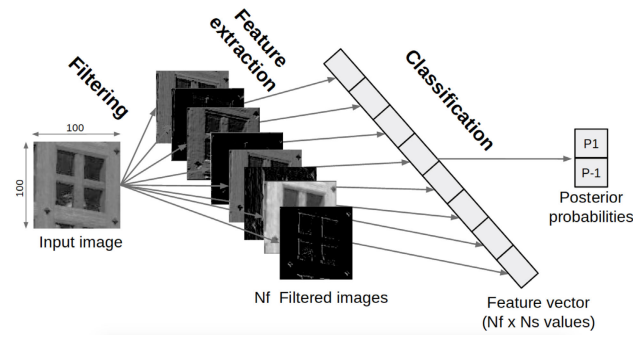 Filtering
Feature
extraction
Classification
100
100
Input image
Nf Filtered images
Feature vector
(Nf x Ns values)
P1
P-1
Posterior
probabilities